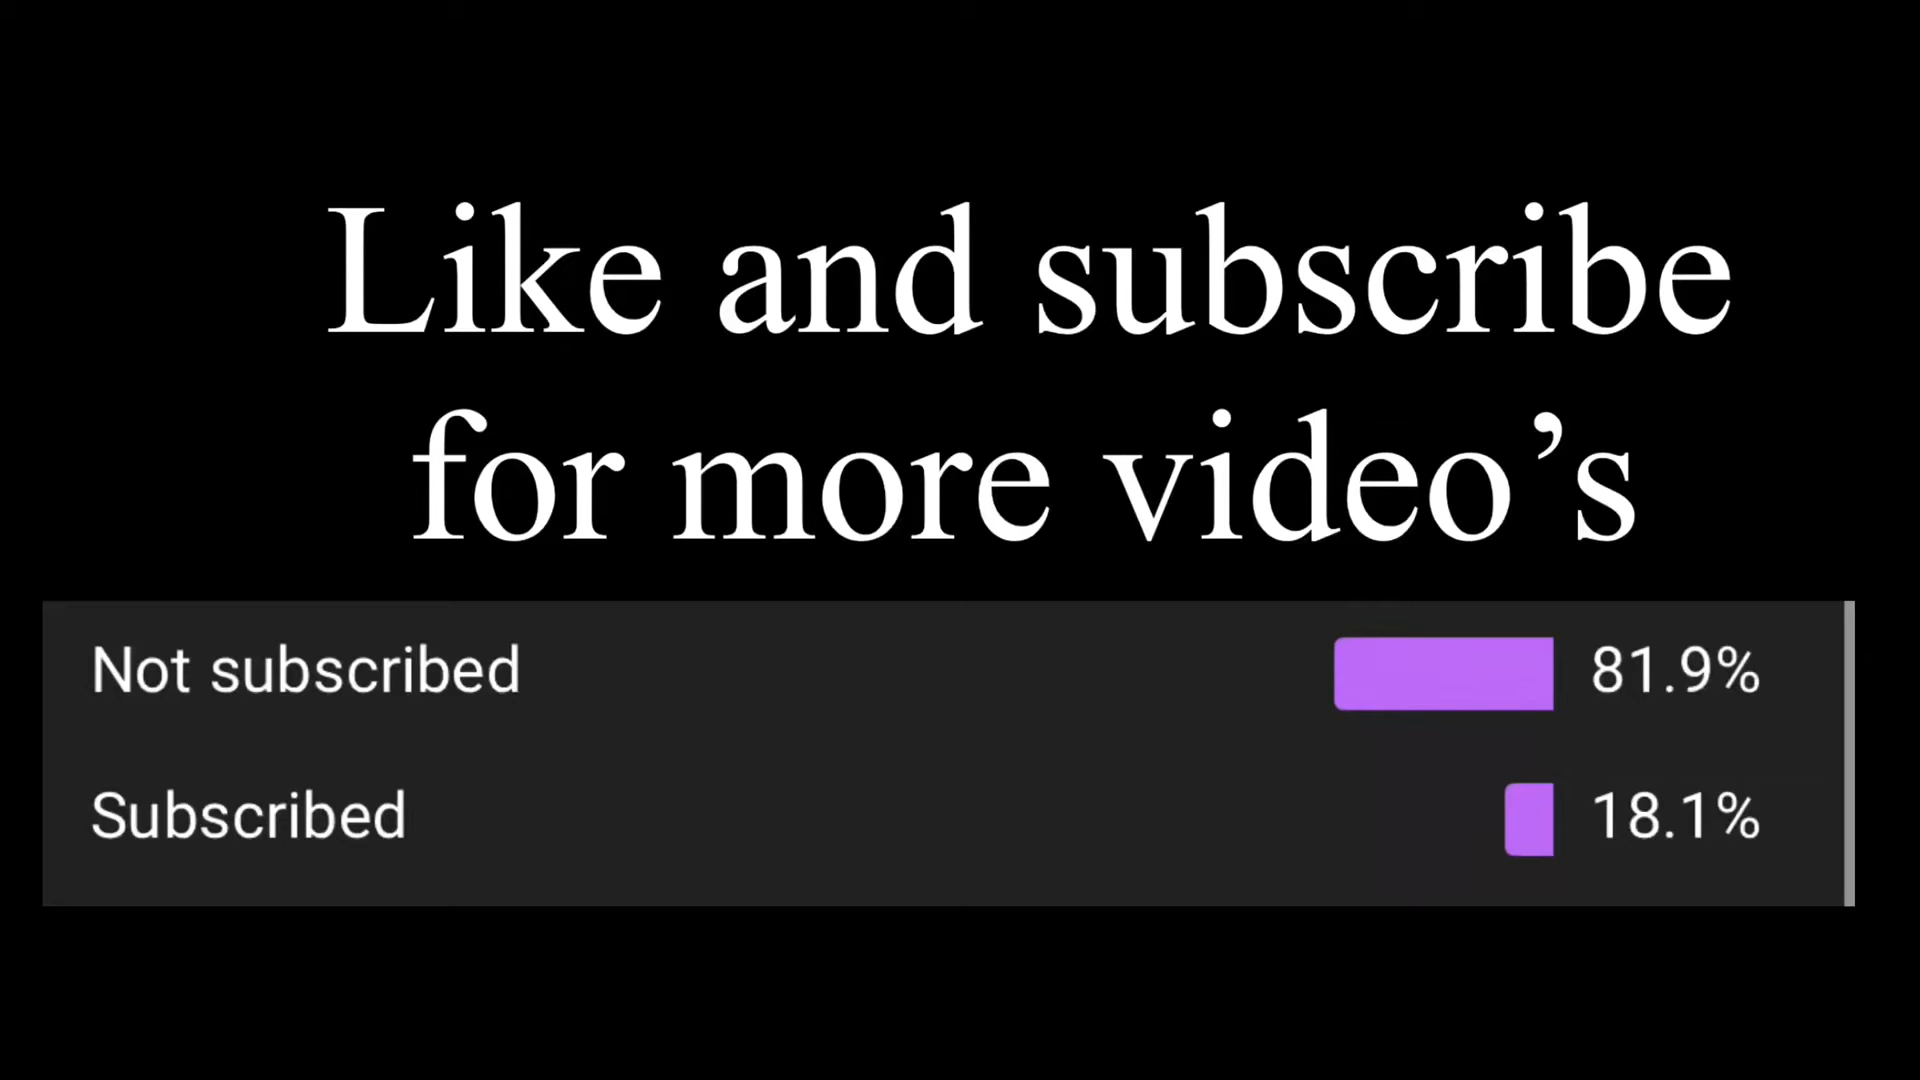 Like and subscribe
for more video’s
Not subscribed 81.9%
Subscribed 18.1%